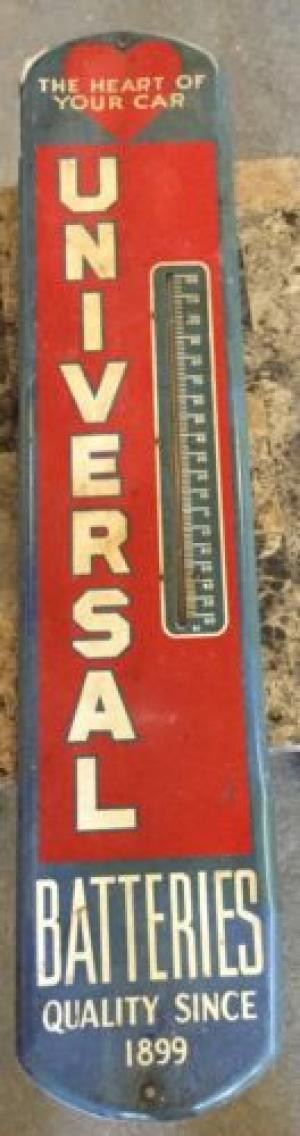 THE HEART OF
YOUR CAR
UNIVERSAL
BATTERIES
QUALITY SINCE
1899